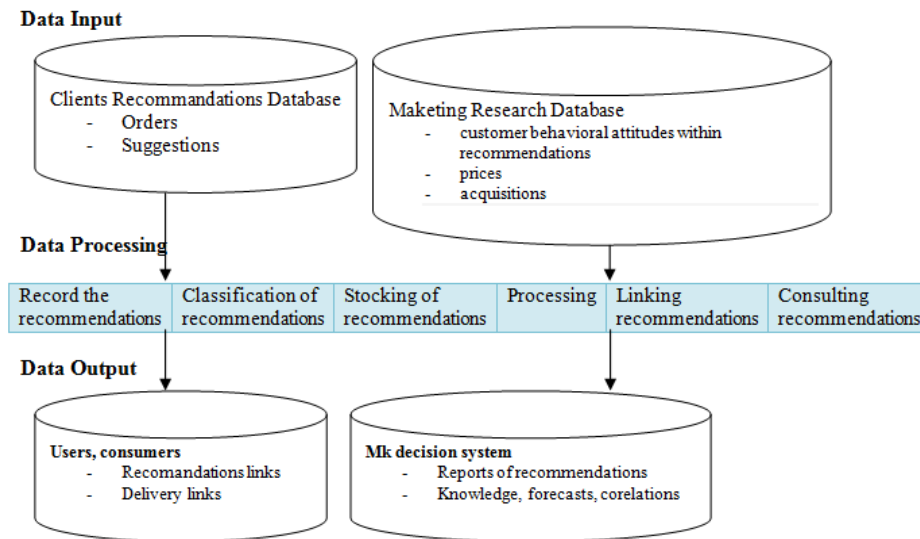 Data Input
Clients Recommandations Database
- Orders
- Suggestions
Maketing Research Database
- customer behavioral attitudes within
recommendations
- prices
- acquisitions
Data Processing
Record the
recommendations
Classification of
recommendations
Stocking of
recommendations
Processing
Linking
recommendations
Consulting
recommendations
Data Output
Users, consumers
- Recomandations links
- Delivery links
Mk decision system
- Reports of recommendations
- Knowledge, forecasts, corelations